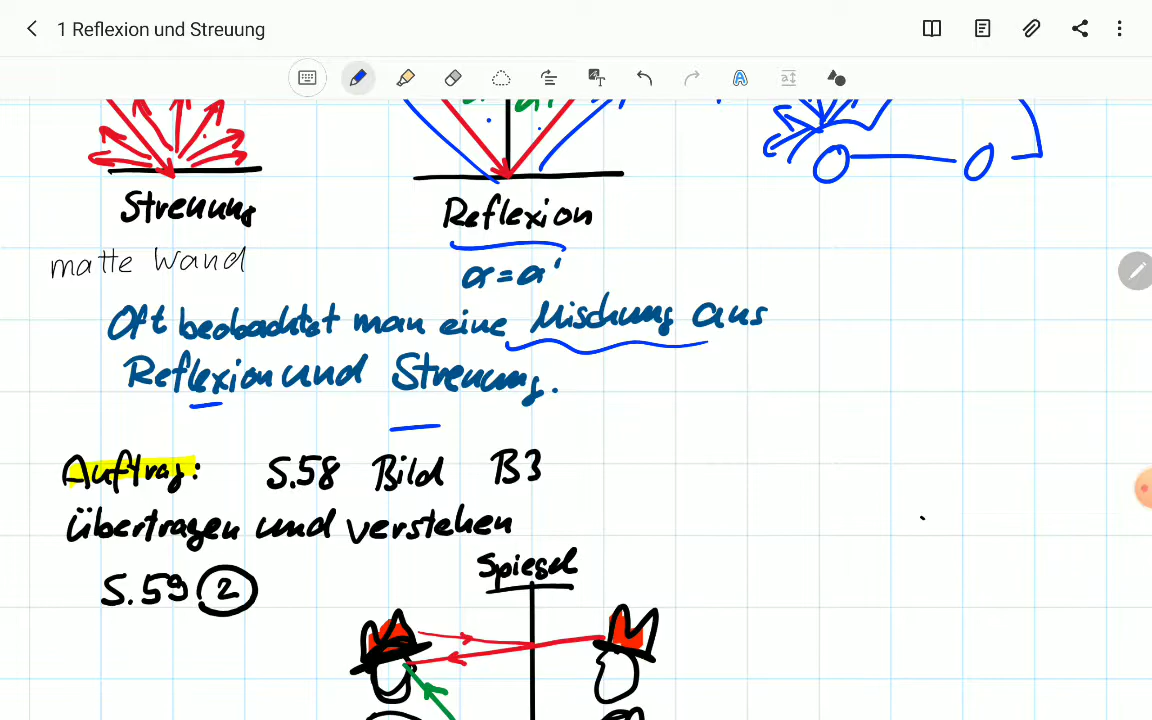 1 Reflexion und Streuung
Streuung
Reflexion
matte Wand
α = α'
Oft beobachtet man eine Mischung aus
Reflexion und Streuung.
Auftrag: S.58 Bild B3
übertragen und verstehen
Spiegel
S.59 2